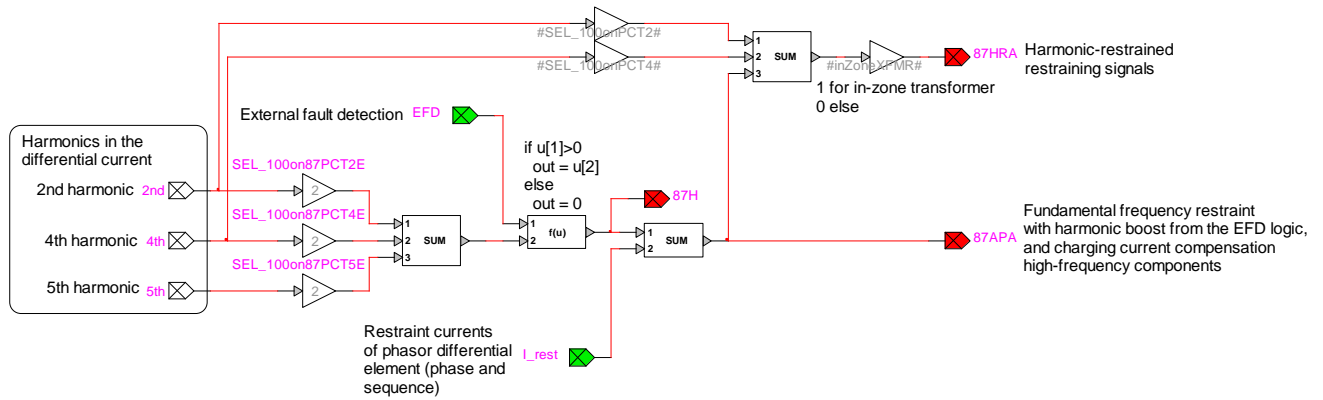 #SEL_100onPCT2#
#SEL_100onPCT4#
1
2
3
SUM
#inZoneXFMR#
87HRA
Harmonic-restrained
restraining signals
1 for in-zone transformer
0 else
External fault detection
EFD
Harmonics in the
differential current
2nd harmonic
2nd
4th harmonic
4th
5th harmonic
5th
SEL_100on87PCT2E
2
SEL_100on87PCT4E
2
SEL_100on87PCT5E
2
1
2
3
SUM
if u[1]>0
out = u[2]
else
out = 0
1
2
f(u)
87H
1
2
SUM
87APA
Fundamental frequency restraint
with harmonic boost from the EFD logic,
and charging current compensation
high-frequency components
Restraint currents
of phasor differential
element (phase and
sequence)
I_rest